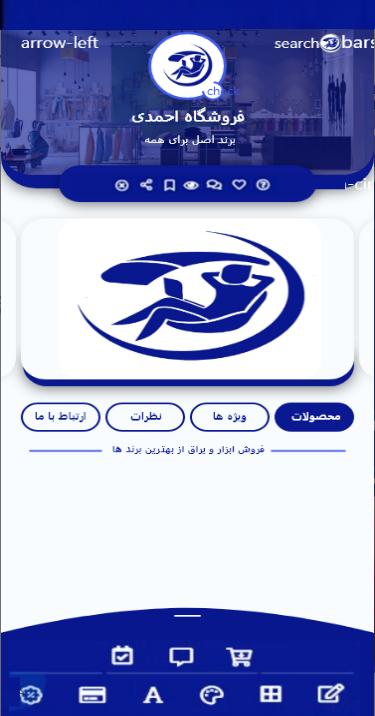 arrow-left
search
bars
check
فروشگاه احمدی
برند اصل برای همه
محصولات
ویژه ها
نظرات
ارتباط با ما
فروش ابزار و یراق از بهترین برند ها
A